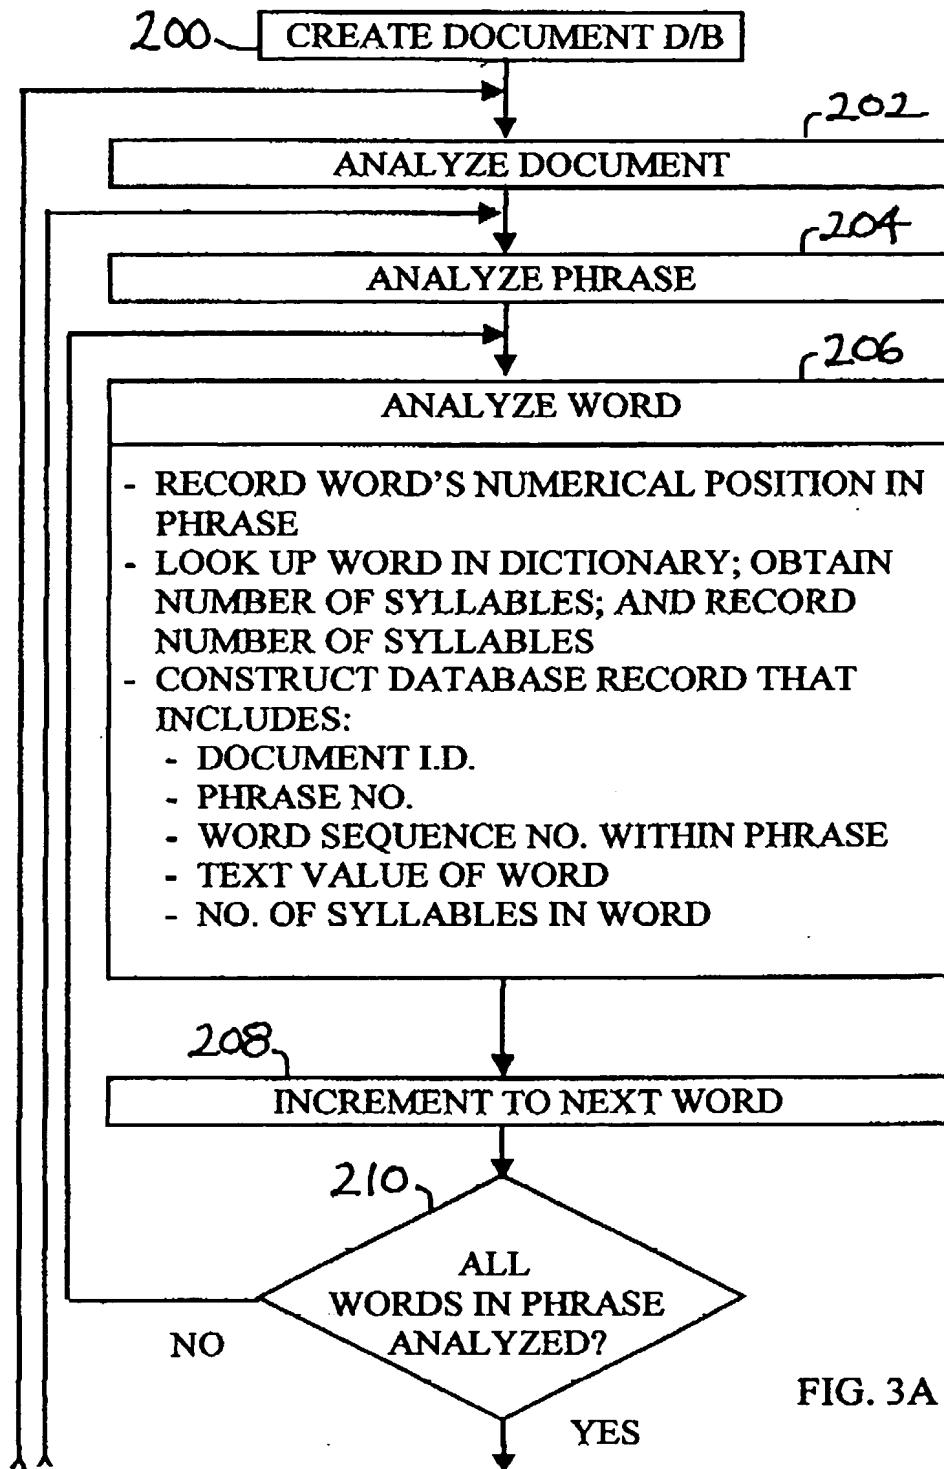 200 CREATE DOCUMENT D/B
202
ANALYZE DOCUMENT
204
ANALYZE PHRASE
206
ANALYZE WORD
- RECORD WORD'S NUMERICAL POSITION IN
PHRASE
- LOOK UP WORD IN DICTIONARY; OBTAIN
NUMBER OF SYLLABLES; AND RECORD
NUMBER OF SYLLABLES
- CONSTRUCT DATABASE RECORD THAT
INCLUDES:
- DOCUMENT I.D.
- PHRASE NO.
- WORD SEQUENCE NO. WITHIN PHRASE
- TEXT VALUE OF WORD
- NO. OF SYLLABLES IN WORD
208
INCREMENT TO NEXT WORD
210
ALL
WORDS IN PHRASE
ANALYZED?
NO
FIG. 3A
YES